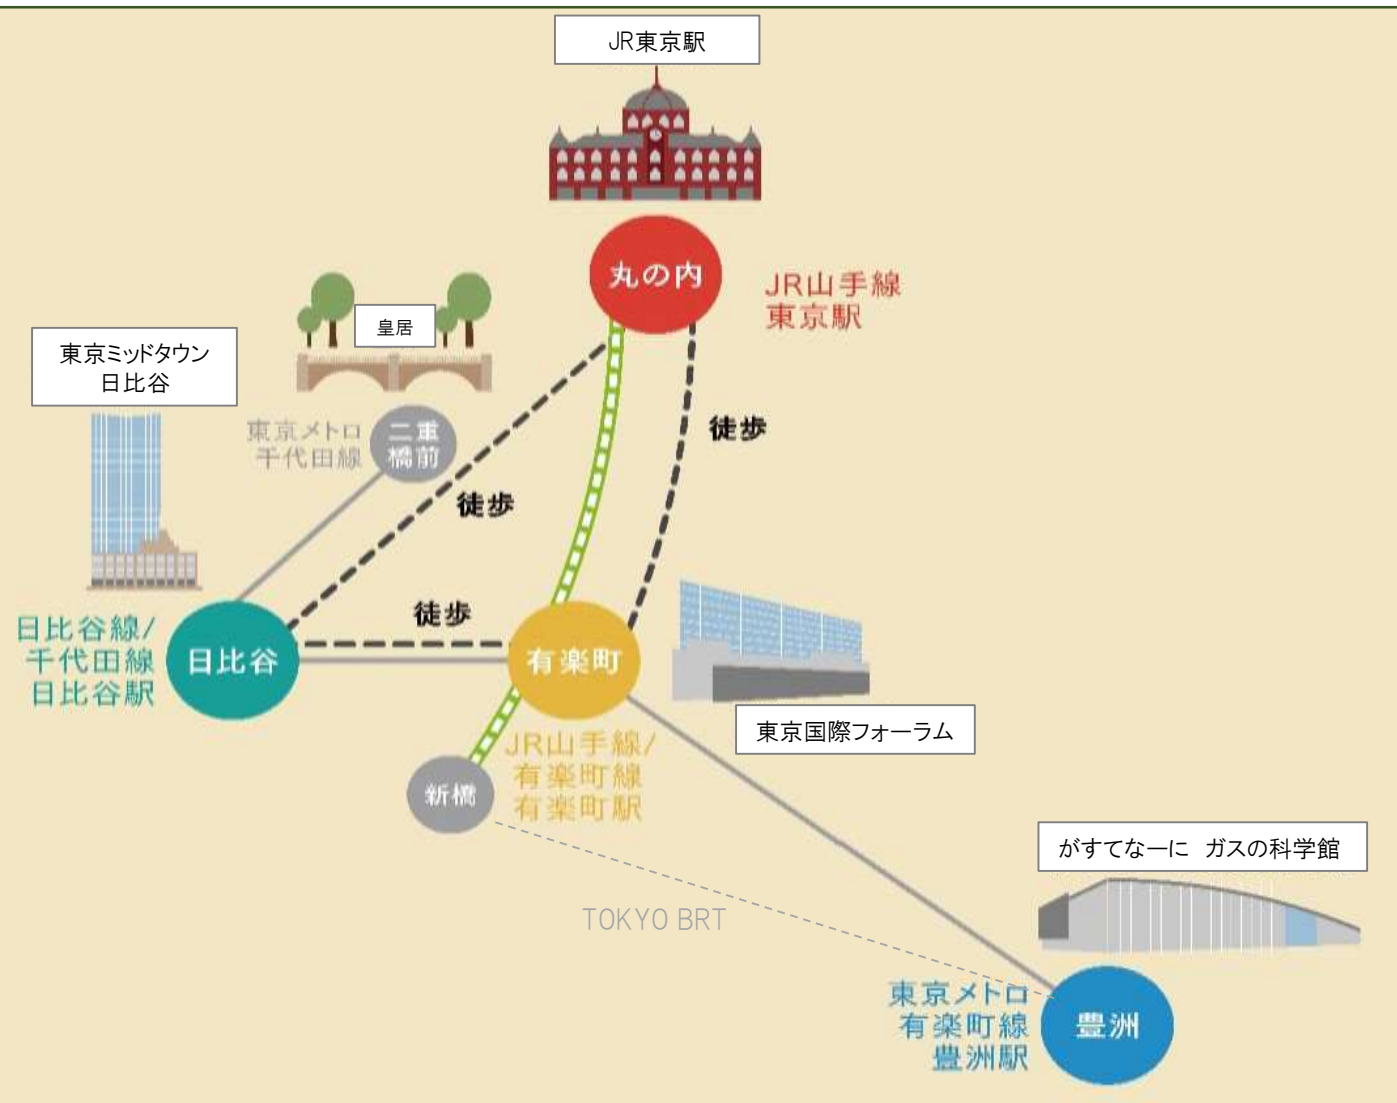 JR東京駅
丸の内
JR山手線
東京駅
皇居
東京ミッドタウン
日比谷
東京メトロ
千代田線
二重
橋前
徒歩
徒歩
徒歩
日比谷線/
千代田線
日比谷駅
日比谷
有楽町
東京国際フォーラム
JR山手線/
有楽町線
有楽町駅
新橋
TOKYO BRT
がすてなーに ガスの科学館
東京メトロ
有楽町線
豊洲駅
豊洲